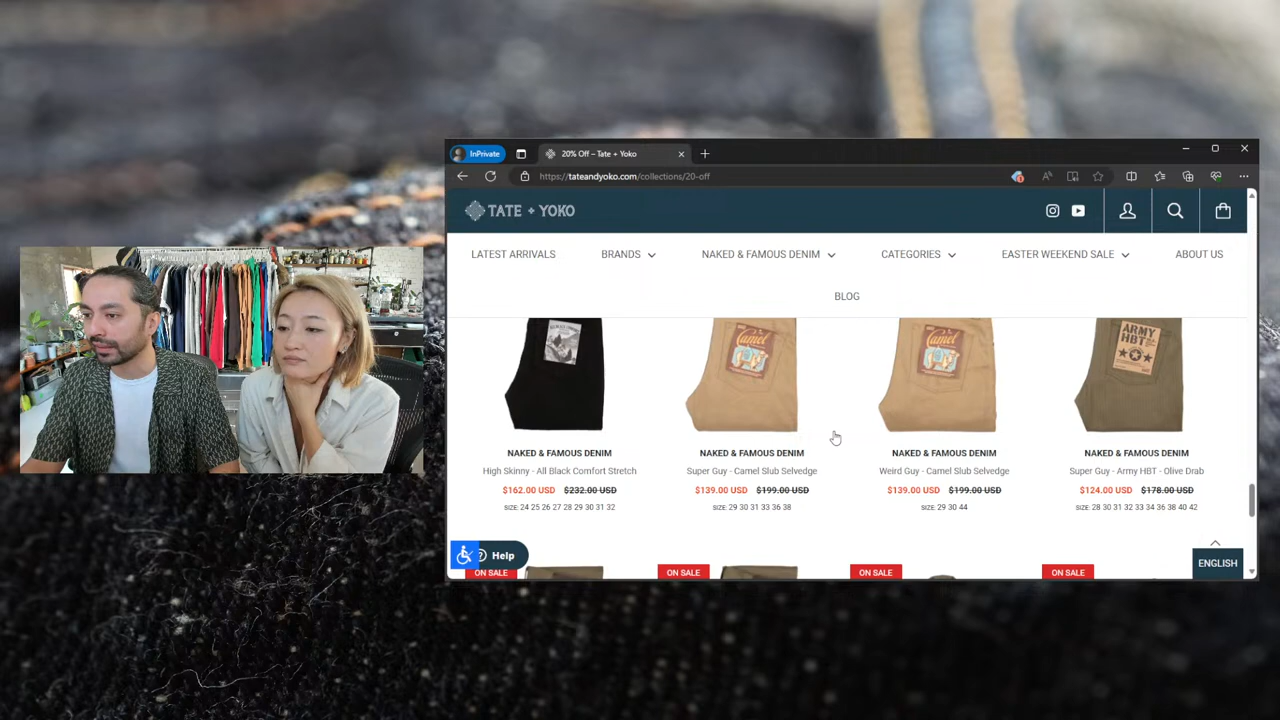 InPrivate
20% Off – Tate + Yoko
https://tateandyoko.com/collections/20-off
TATE + YOKO
LATEST ARRIVALS
BRANDS
NAKED & FAMOUS DENIM
CATEGORIES
EASTER WEEKEND SALE
ABOUT US
BLOG
Camel
Camel
ARMY
HBT
NAKED & FAMOUS DENIM
High Skinny - All Black Comfort Stretch
$162.00 USD $232.00 USD
SIZE: 24 25 26 27 28 29 30 31 32
NAKED & FAMOUS DENIM
Super Guy - Camel Slub Selvedge
$139.00 USD $199.00 USD
SIZE: 29 30 31 33 36 38
NAKED & FAMOUS DENIM
Weird Guy - Camel Slub Selvedge
$139.00 USD $199.00 USD
SIZE: 29 30 44
NAKED & FAMOUS DENIM
Super Guy - Army HBT - Olive Drab
$124.00 USD $178.00 USD
SIZE: 28 30 31 32 33 34 36 38 40 42
Help
ENGLISH
ON SALE
ON SALE
ON SALE
ON SALE